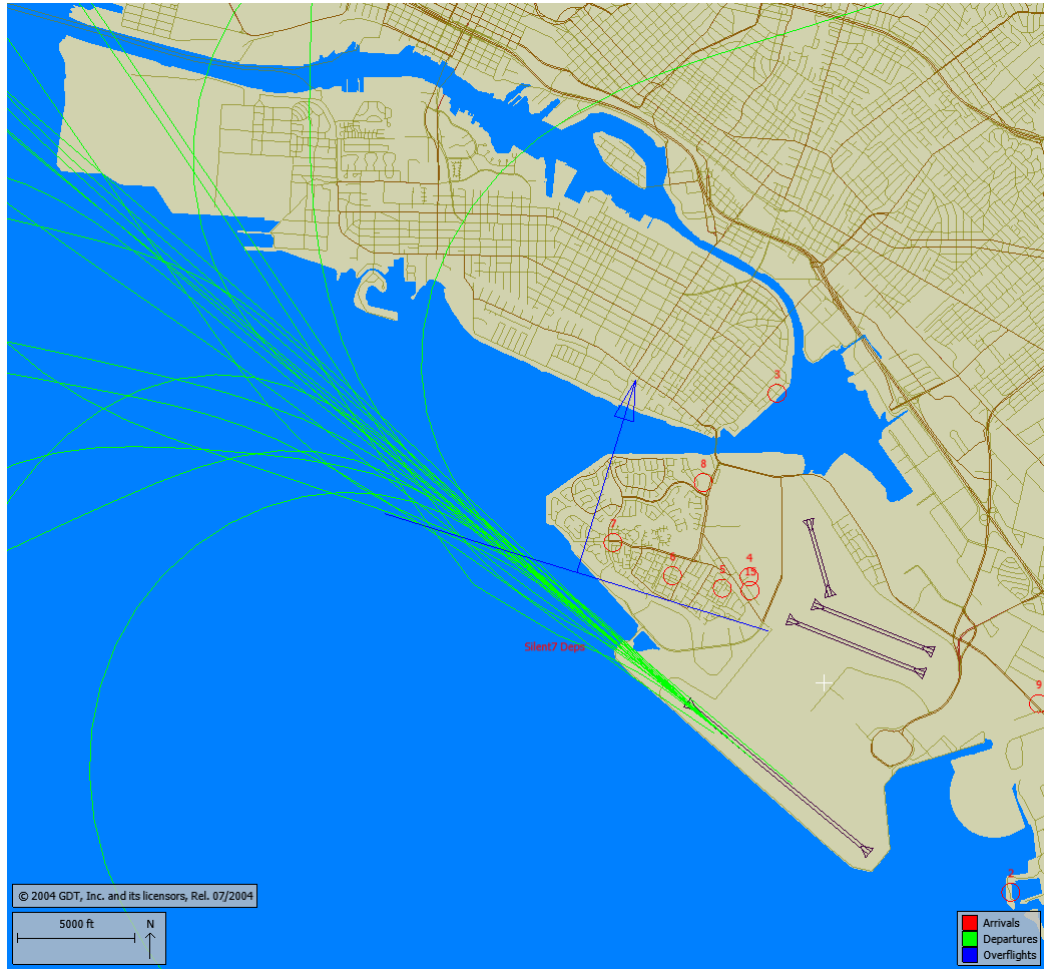 3
8
7
6
5
4
15
Silent7 Deps
9
2
© 2004 GDT, Inc. and its licensors, Rel. 07/2004
5000 ft
N
Arrivals
Departures
Overflights